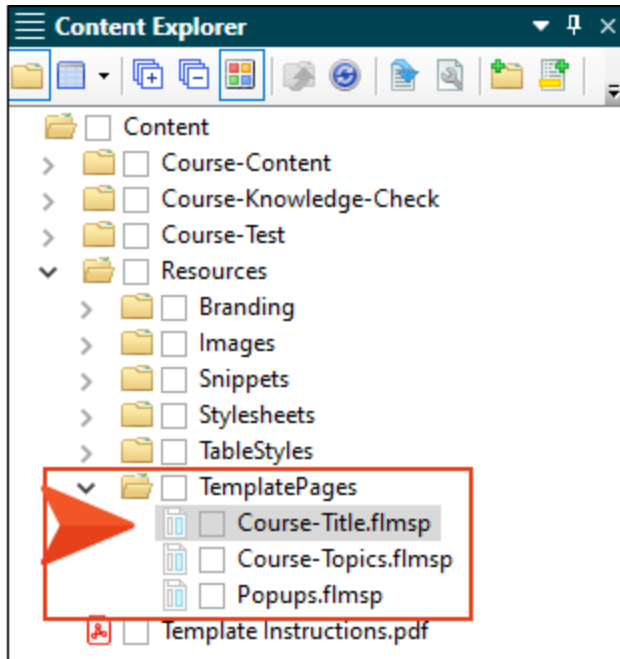 Content Explorer
Content
Course-Content
Course-Knowledge-Check
Course-Test
Resources
Branding
Images
Snippets
Stylesheets
TableStyles
TemplatePages
Course-Title.flmsp
Course-Topics.flmsp
Popups.flmsp
Template Instructions.pdf